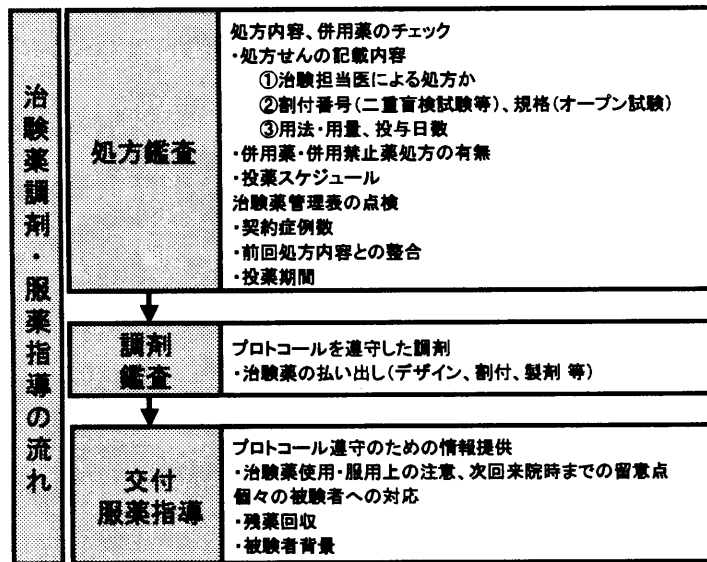 治験薬調剤・服薬指導の流れ
処方鑑査
処方内容、併用薬のチェック
・処方せんの記載内容
①治験担当医による処方か
②割付番号(二重盲検試験等)、規格(オープン試験)
③用法・用量、投与日数
・併用薬・併用禁止薬処方の有無
・投薬スケジュール
治験薬管理表の点検
・契約症例数
・前回処方内容との整合
・投薬期間
調剤
鑑査
プロトコールを遵守した調剤
・治験薬の払い出し(デザイン、割付、製剤 等)
交付
服薬指導
プロトコール遵守のための情報提供
・治験薬使用・服用上の注意、次回来院時までの留意点
個々の被験者への対応
・残薬回収
・被験者背景